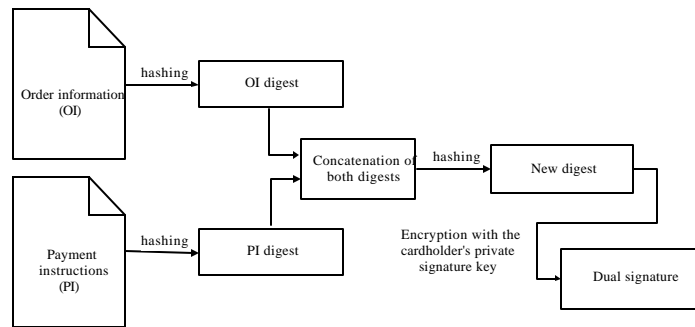 Order information
(OI)
hashing
OI digest
Concatenation of
both digests
hashing
New digest
Payment
instructions
(PI)
hashing
PI digest
Encryption with the
cardholder's private
signature key
Dual signature